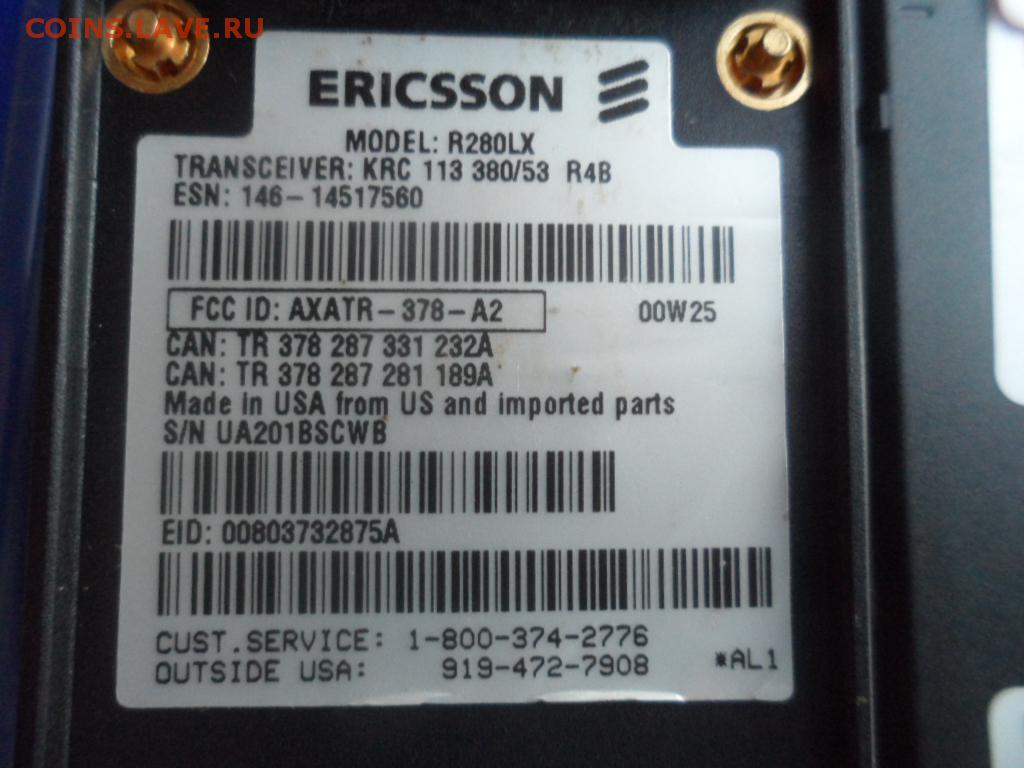 COINS.LAVE.RU
ERICSSON
MODEL: R280LX
TRANSCEIVER: KRC 113 380/53 R4B
ESN: 146-14517560
FCC ID: AXATR-378-A2 00W25
CAN: TR 378 287 331 232A
CAN: TR 378 287 281 189A
Made in USA from US and imported parts
S/N UA201BSCWB
EID: 00803732875A
CUST.SERVICE: 1-800-374-2776
OUTSIDE USA: 919-472-7908 *AL1